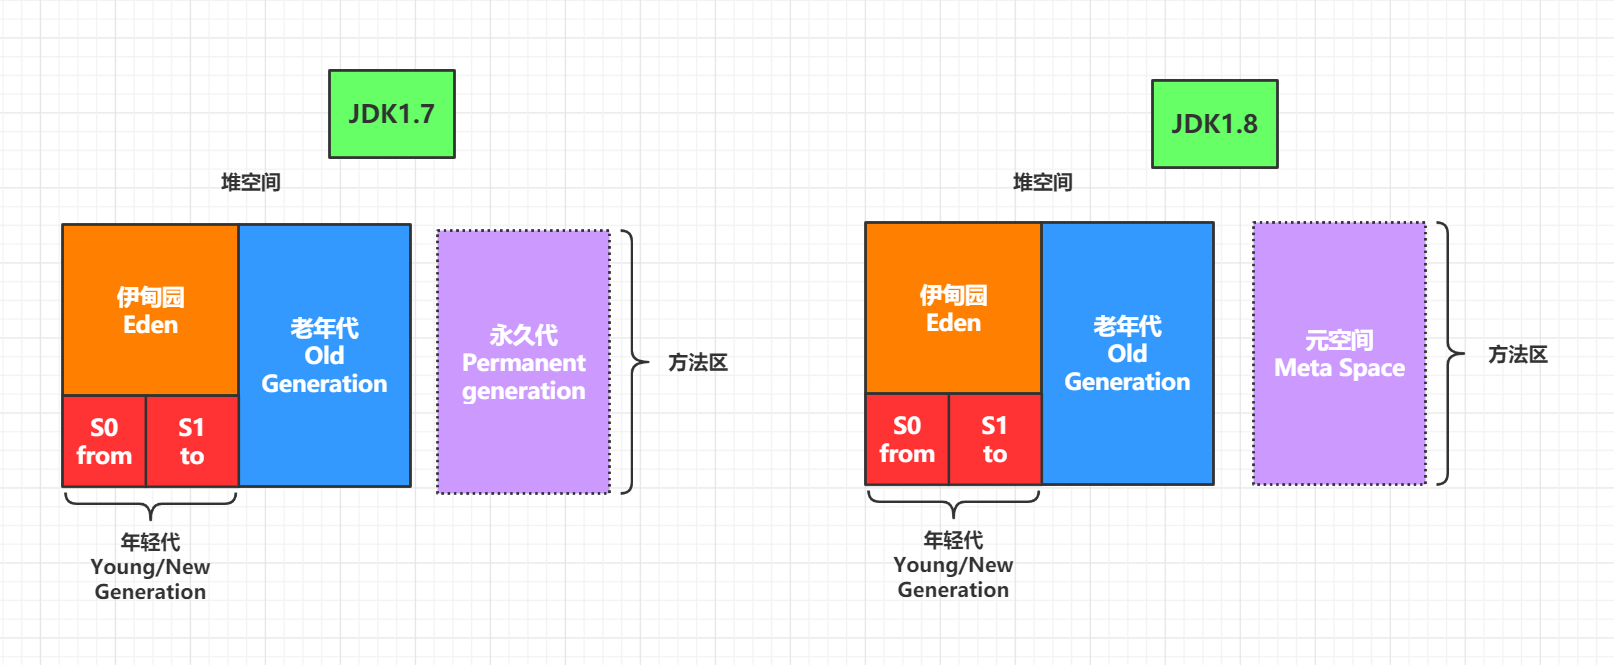 JDK1.7
堆空间
伊甸园
Eden
老年代
Old
Generation
S0
from
S1
to
年轻代
Young/New
Generation
永久代
Permanent
generation
方法区
JDK1.8
堆空间
伊甸园
Eden
老年代
Old
Generation
S0
from
S1
to
年轻代
Young/New
Generation
元空间
Meta Space
方法区